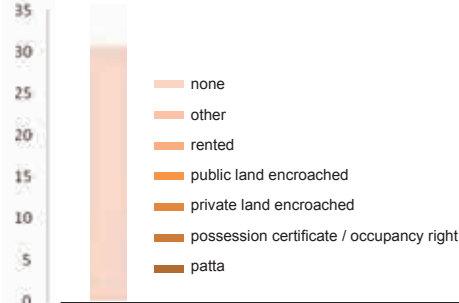 35
30
25
20
15
10
5
0
none
other
rented
public land encroached
private land encroached
possession certificate / occupancy right
patta